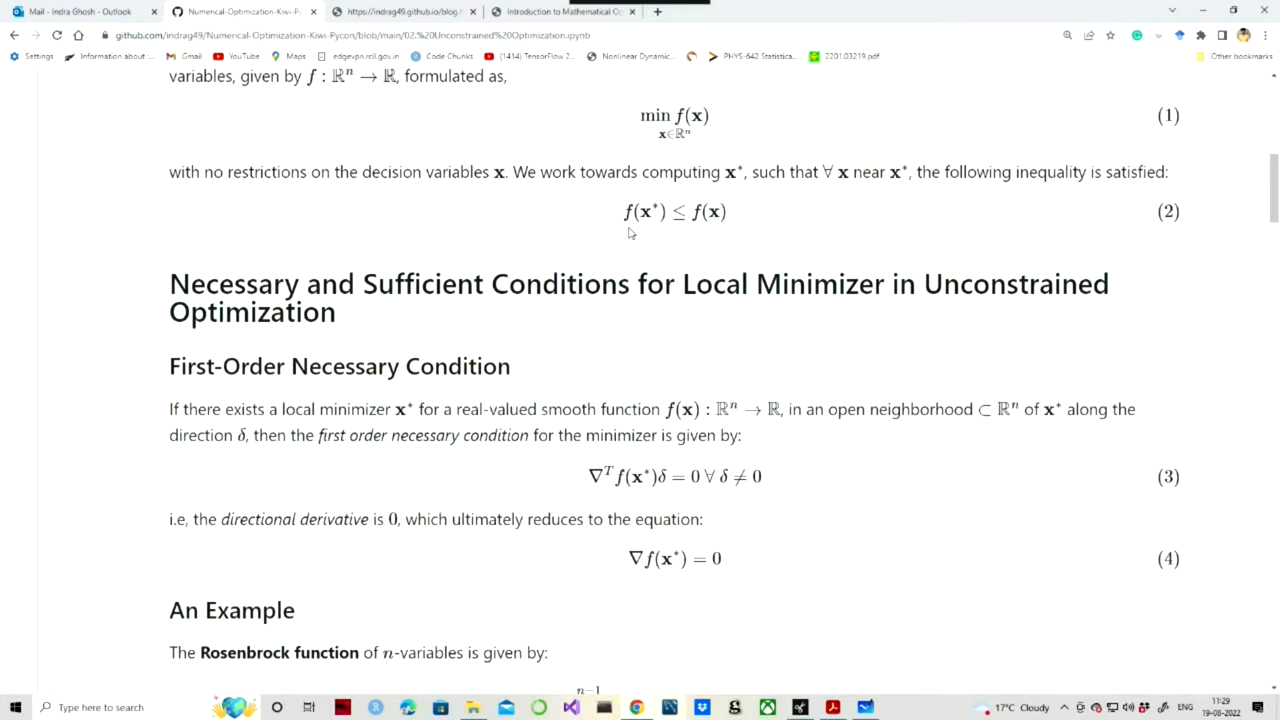 Mail - Indra Ghosh - Outlook
Numerical-Optimization-Kiwi-Py
https://indrag49.github.io/blog.h
Introduction to Mathematical Op
github.com/indrag49/Numerical-Optimization-Kiwi-Pycon/blob/main/02.%20Unconstrained%20Optimization.ipynb
Settings
Information about ...
Gmail
YouTube
Maps
edgevpn.rcil.gov.in
Code Chunks
(1414) TensorFlow 2...
Nonlinear Dynamic...
PHYS-642 Statistica...
2201.03219.pdf
Other bookmarks
variables, given by f : ℝⁿ → ℝ, formulated as,
min f(x) (1)
x∈ℝⁿ
with no restrictions on the decision variables x. We work towards computing x*, such that ∀ x near x*, the following inequality is satisfied:
f(x*) ≤ f(x) (2)
Necessary and Sufficient Conditions for Local Minimizer in Unconstrained
Optimization
First-Order Necessary Condition
If there exists a local minimizer x* for a real-valued smooth function f(x) : ℝⁿ → ℝ, in an open neighborhood ⊂ ℝⁿ of x* along the
direction δ, then the first order necessary condition for the minimizer is given by:
∇ᵀf(x*)δ = 0 ∀ δ ≠ 0 (3)
i.e, the directional derivative is 0, which ultimately reduces to the equation:
∇f(x*) = 0 (4)
An Example
The Rosenbrock function of n-variables is given by:
n−1
Type here to search
17°C Cloudy
ENG
11:29
19-08-2022